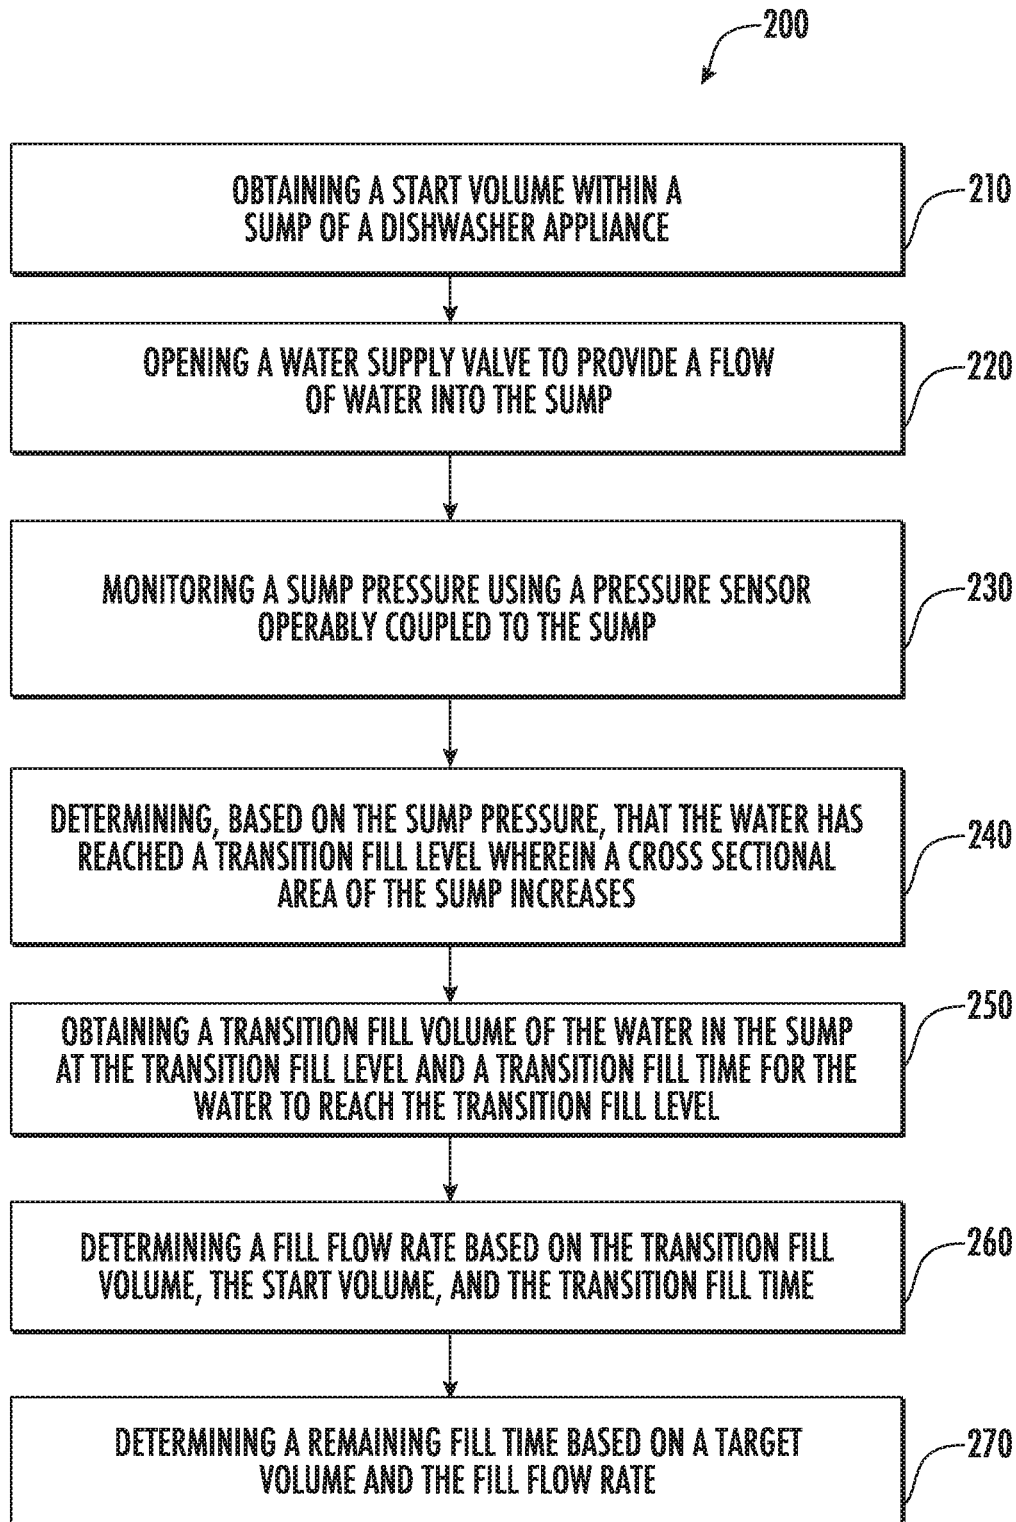 200
OBTAINING A START VOLUME WITHIN A
SUMP OF A DISHWASHER APPLIANCE
210
OPENING A WATER SUPPLY VALVE TO PROVIDE A FLOW
OF WATER INTO THE SUMP
220
MONITORING A SUMP PRESSURE USING A PRESSURE SENSOR
OPERABLY COUPLED TO THE SUMP
230
DETERMINING, BASED ON THE SUMP PRESSURE, THAT THE WATER HAS
REACHED A TRANSITION FILL LEVEL WHEREIN A CROSS SECTIONAL
AREA OF THE SUMP INCREASES
240
OBTAINING A TRANSITION FILL VOLUME OF THE WATER IN THE SUMP
AT THE TRANSITION FILL LEVEL AND A TRANSITION FILL TIME FOR THE
WATER TO REACH THE TRANSITION FILL LEVEL
250
DETERMINING A FILL FLOW RATE BASED ON THE TRANSITION FILL
VOLUME, THE START VOLUME, AND THE TRANSITION FILL TIME
260
DETERMINING A REMAINING FILL TIME BASED ON A TARGET
VOLUME AND THE FILL FLOW RATE
270